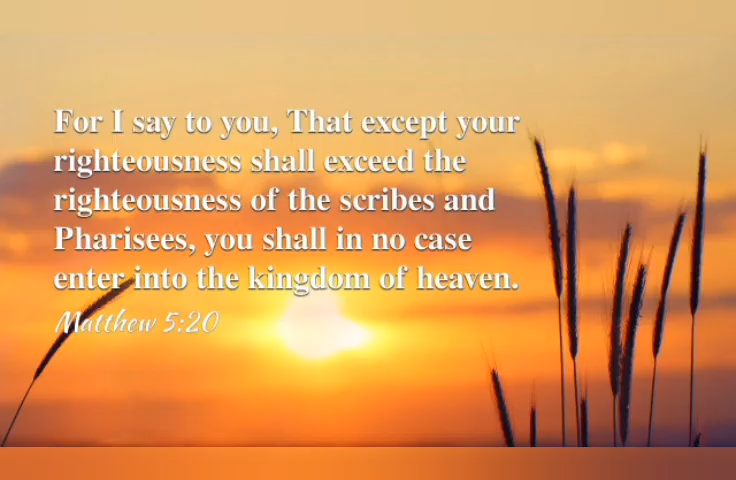 For I say to you, That except your
righteousness shall exceed the
righteousness of the scribes and
Pharisees, you shall in no case
enter into the kingdom of heaven.
Matthew 5:20